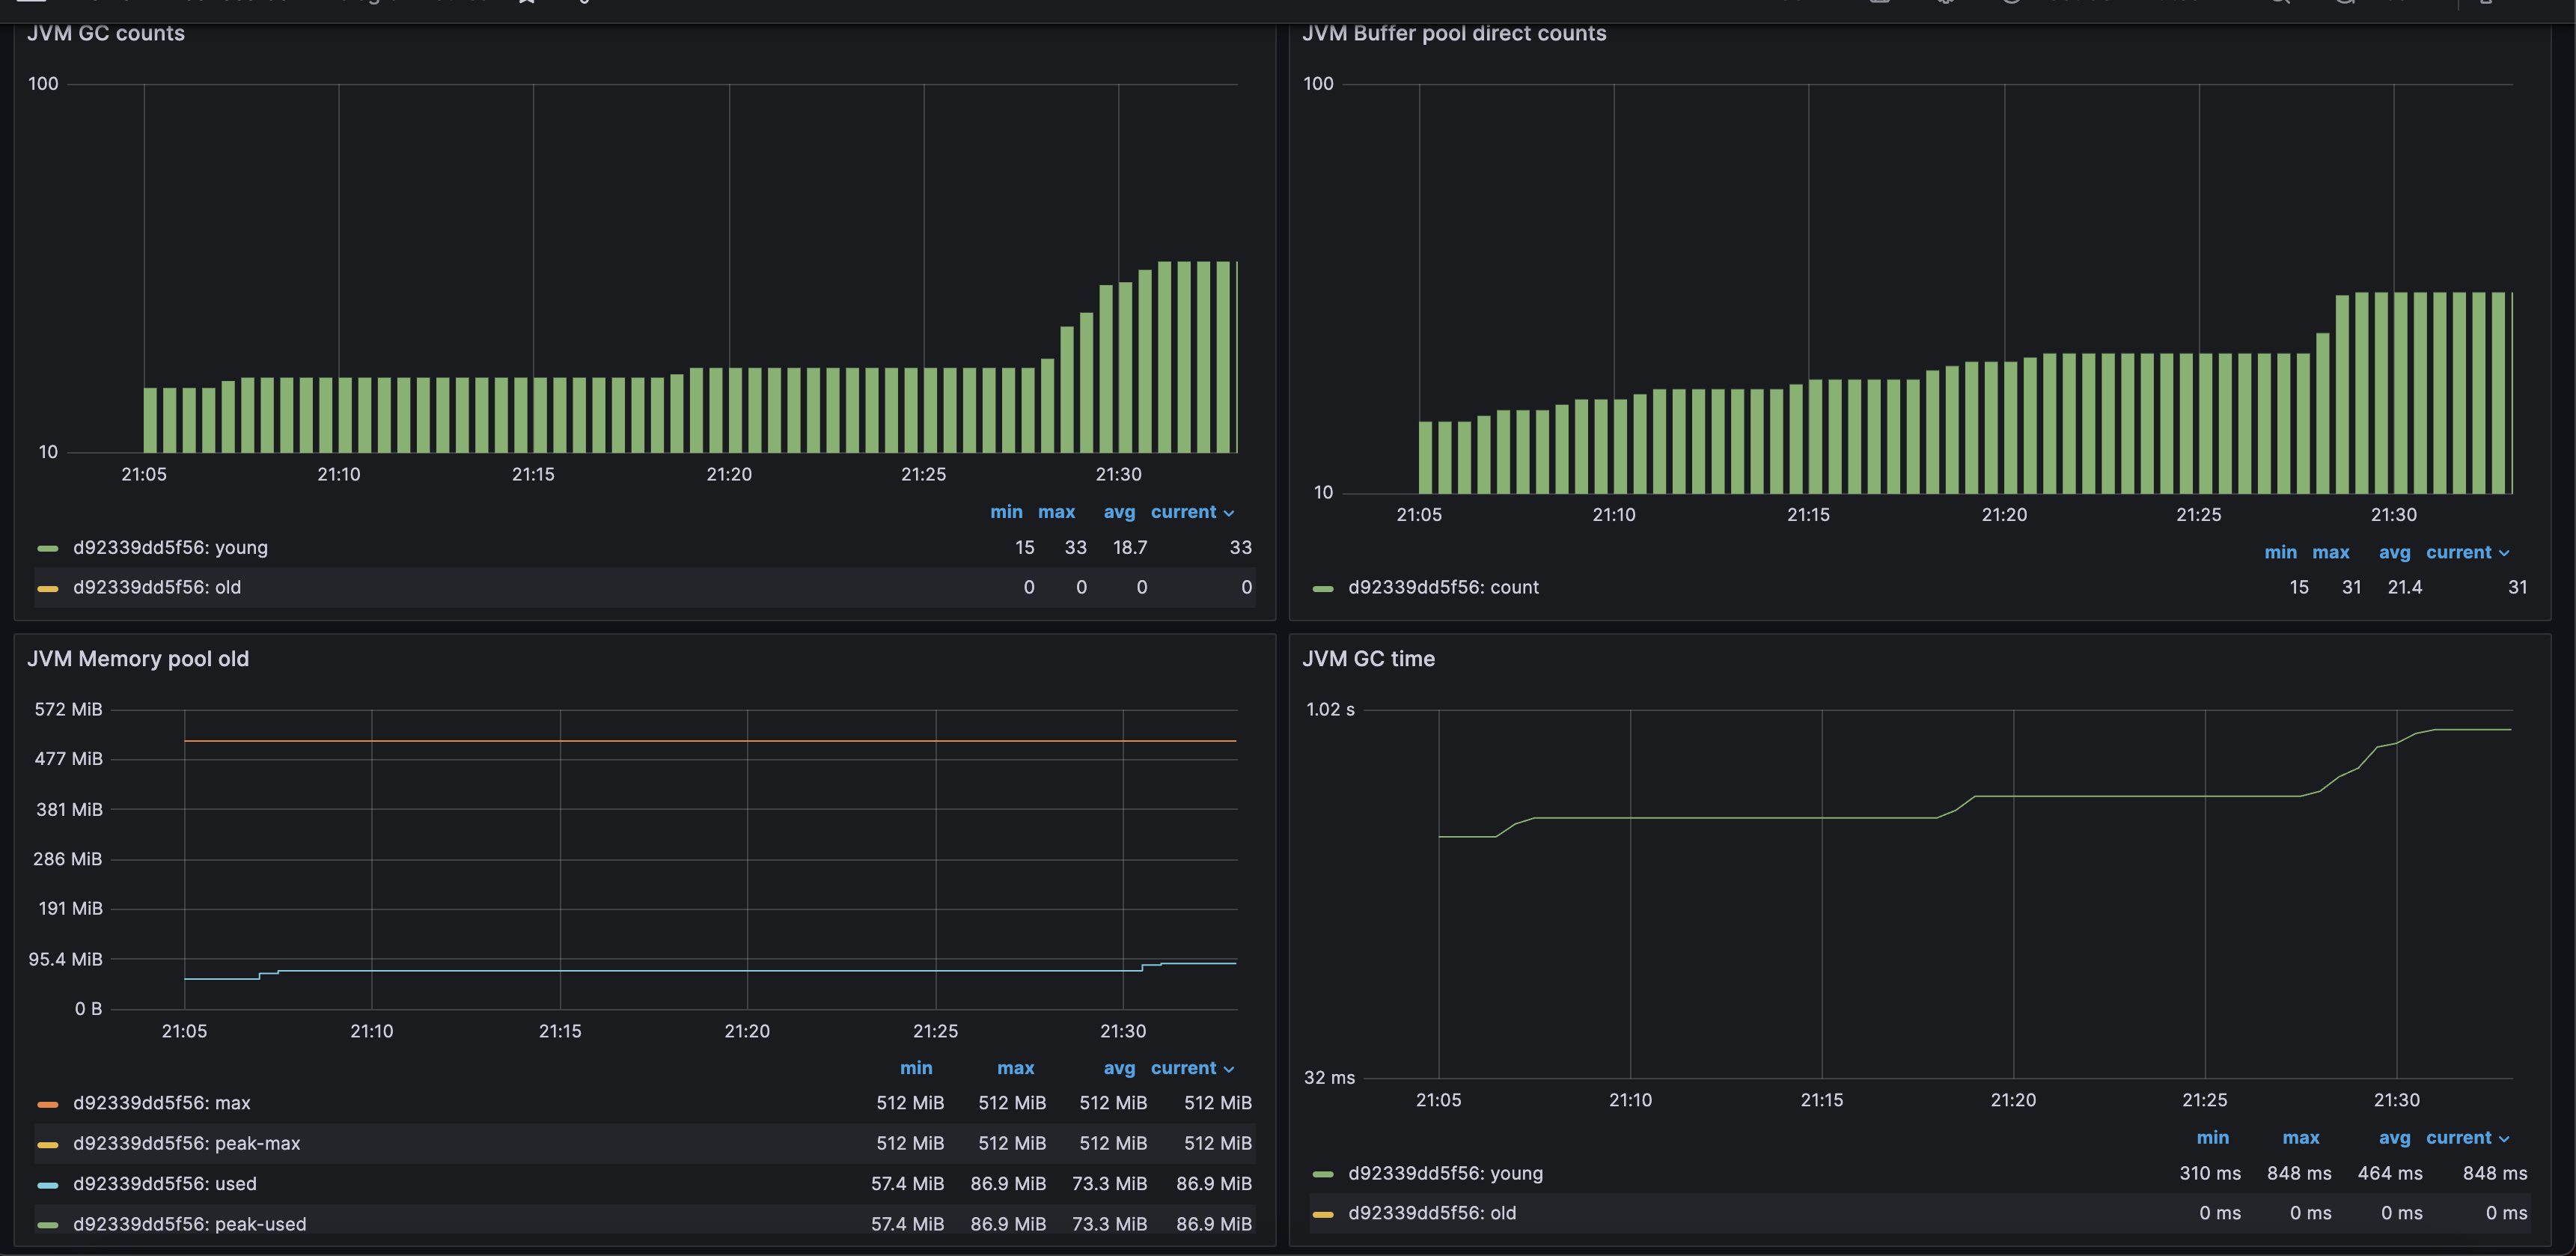 JVM GC counts
100
10
21:05 21:10 21:15 21:20 21:25 21:30
min max avg current
d92339dd5f56: young 15 33 18.7 33
d92339dd5f56: old 0 0 0 0
JVM Buffer pool direct counts
100
10
21:05 21:10 21:15 21:20 21:25 21:30
min max avg current
d92339dd5f56: count 15 31 21.4 31
JVM Memory pool old
572 MiB
477 MiB
381 MiB
286 MiB
191 MiB
95.4 MiB
0 B
21:05 21:10 21:15 21:20 21:25 21:30
min max avg current
d92339dd5f56: max 512 MiB 512 MiB 512 MiB 512 MiB
d92339dd5f56: peak-max 512 MiB 512 MiB 512 MiB 512 MiB
d92339dd5f56: used 57.4 MiB 86.9 MiB 73.3 MiB 86.9 MiB
d92339dd5f56: peak-used 57.4 MiB 86.9 MiB 73.3 MiB 86.9 MiB
JVM GC time
1.02 s
32 ms
21:05 21:10 21:15 21:20 21:25 21:30
min max avg current
d92339dd5f56: young 310 ms 848 ms 464 ms 848 ms
d92339dd5f56: old 0 ms 0 ms 0 ms 0 ms